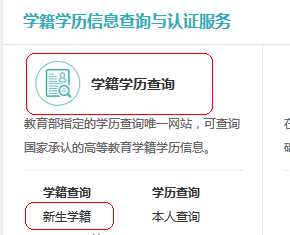 学籍学历信息查询与认证服务
学籍学历查询
教育部指定的学历查询唯一网站，可查询
国家承认的高等教育学籍学历信息。
学籍查询 学历查询
新生学籍 本人查询